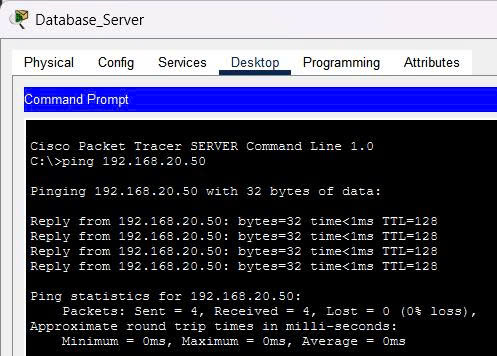 Database_Server
Physical Config Services Desktop Programming Attributes
Command Prompt
Cisco Packet Tracer SERVER Command Line 1.0
C:\>ping 192.168.20.50
Pinging 192.168.20.50 with 32 bytes of data:
Reply from 192.168.20.50: bytes=32 time<1ms TTL=128
Reply from 192.168.20.50: bytes=32 time<1ms TTL=128
Reply from 192.168.20.50: bytes=32 time<1ms TTL=128
Reply from 192.168.20.50: bytes=32 time<1ms TTL=128
Ping statistics for 192.168.20.50:
Packets: Sent = 4, Received = 4, Lost = 0 (0% loss),
Approximate round trip times in milli-seconds:
Minimum = 0ms, Maximum = 0ms, Average = 0ms